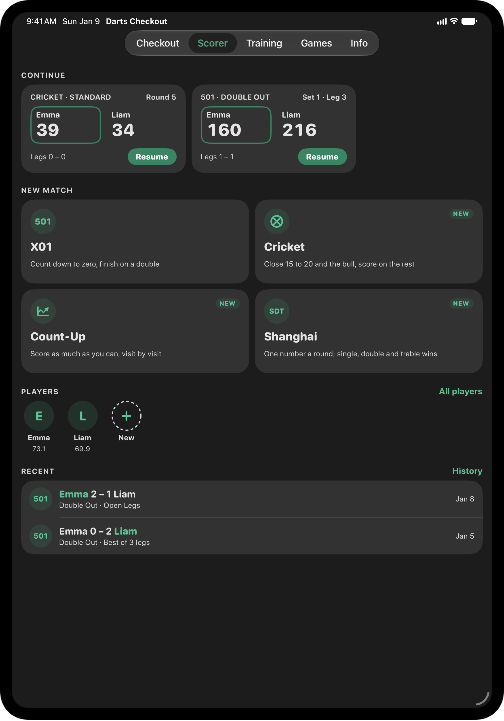 9:41 AM Sun Jan 9 Darts Checkout
Checkout Scorer Training Games Info
CONTINUE
CRICKET · STANDARD Round 5
Emma Liam
39 34
Legs 0 – 0 Resume
501 · DOUBLE OUT Set 1 · Leg 3
Emma Liam
160 216
Legs 1 – 1 Resume
NEW MATCH
501
X01
Count down to zero, finish on a double
NEW
Cricket
Close 15 to 20 and the bull, score on the rest
NEW
Count-Up
Score as much as you can, visit by visit
SDT NEW
Shanghai
One number a round, single, double and treble wins
PLAYERS All players
E L
Emma Liam New
73.1 69.9
RECENT History
501 Emma 2 – 1 Liam Jan 8
Double Out · Open Legs
501 Emma 0 – 2 Liam Jan 5
Double Out · Best of 3 legs